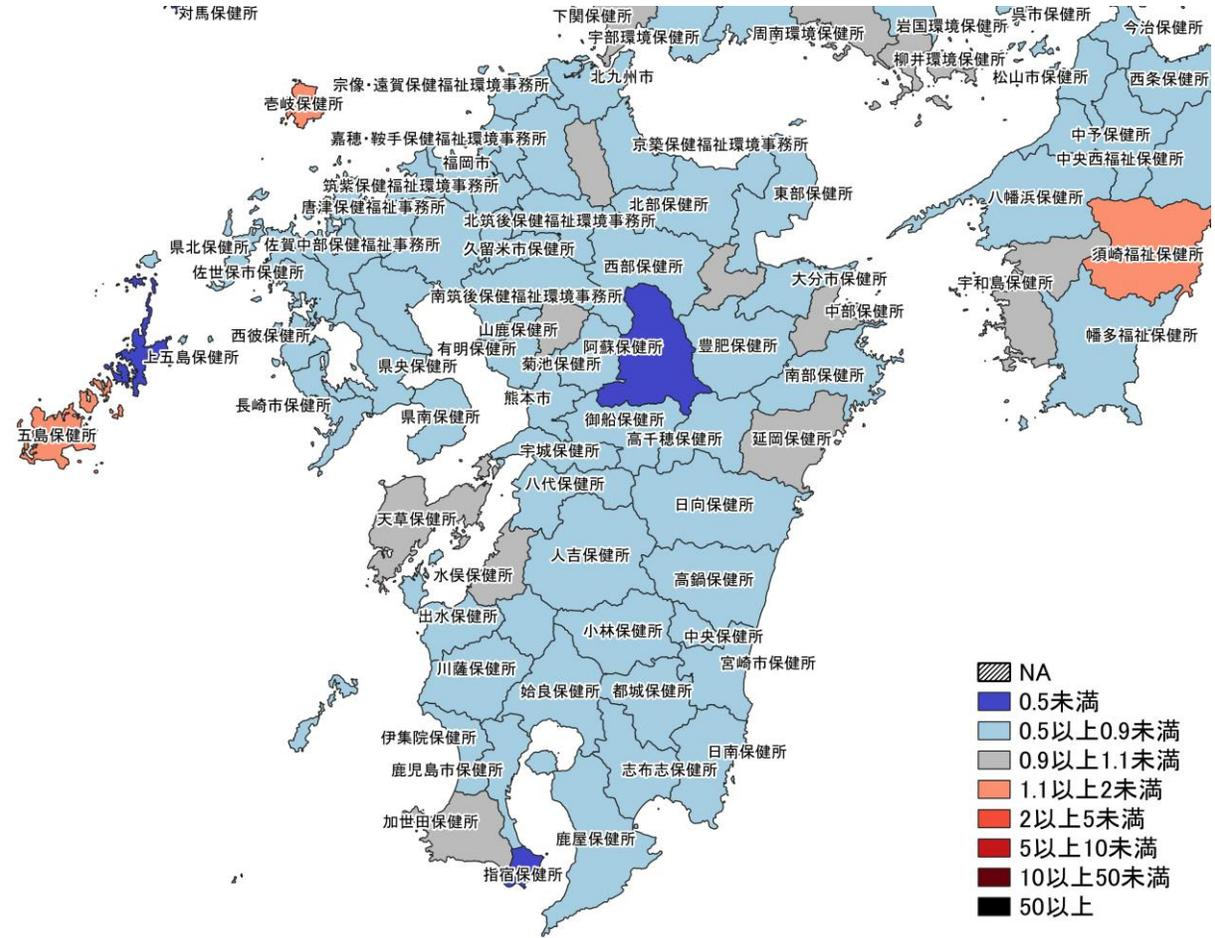 対馬保健所
下関保健所
宇部環境保健所
周南環境保健所
岩国環境保健所
呉市保健所
今治保健所
柳井環境保健所
北九州市
松山市保健所
西条保健所
宗像・遠賀保健福祉環境事務所
壱岐保健所
嘉穂・鞍手保健福祉環境事務所
京築保健福祉環境事務所
中予保健所
福岡市
中央西福祉保健所
筑紫保健福祉環境事務所
東部保健所
八幡浜保健所
唐津保健福祉事務所
北部保健所
北筑後保健福祉環境事務所
県北保健所
佐賀中部保健福祉事務所
久留米市保健所
須崎福祉保健所
佐世保市保健所
西部保健所
大分市保健所
宇和島保健所
南筑後保健福祉環境事務所
中部保健所
西彼保健所
山鹿保健所
幡多福祉保健所
有明保健所
阿蘇保健所
豊肥保健所
上五島保健所
県央保健所
菊池保健所
南部保健所
長崎市保健所
熊本市
県南保健所
御船保健所
五島保健所
高千穂保健所
延岡保健所
宇城保健所
八代保健所
日向保健所
天草保健所
人吉保健所
水俣保健所
高鍋保健所
出水保健所
小林保健所
中央保健所
川薩保健所
宮崎市保健所
姶良保健所
都城保健所
伊集院保健所
日南保健所
鹿児島市保健所
志布志保健所
加世田保健所
鹿屋保健所
指宿保健所
NA
0.5未満
0.5以上0.9未満
0.9以上1.1未満
1.1以上2未満
2以上5未満
5以上10未満
10以上50未満
50以上